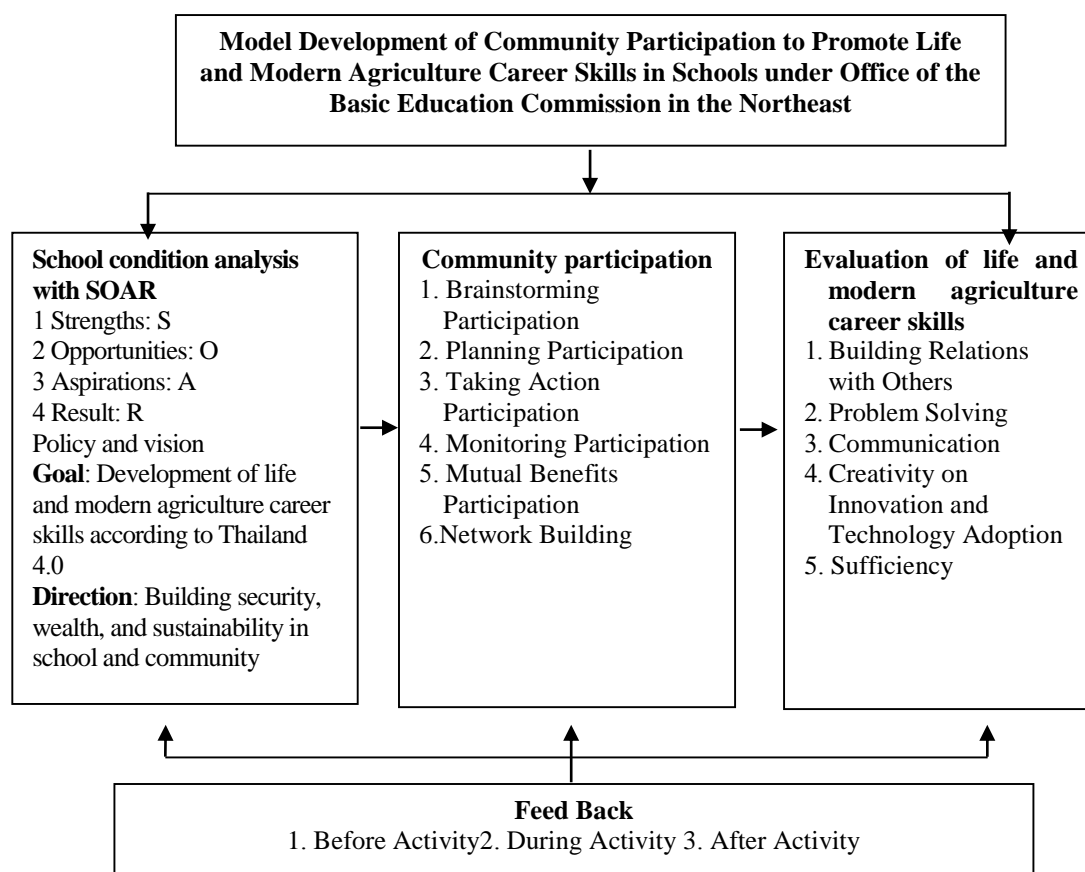 Model Development of Community Participation to Promote Life
and Modern Agriculture Career Skills in Schools under Office of the
Basic Education Commission in the Northeast
School condition analysis
with SOAR
1 Strengths: S
2 Opportunities: O
3 Aspirations: A
4 Result: R
Policy and vision
Goal: Development of life
and modern agriculture career
skills according to Thailand
4.0
Direction: Building security,
wealth, and sustainability in
school and community
Community participation
1. Brainstorming
Participation
2. Planning Participation
3. Taking Action
Participation
4. Monitoring Participation
5. Mutual Benefits
Participation
6.Network Building
Evaluation of life and
modern agriculture
career skills
1. Building Relations
with Others
2. Problem Solving
3. Communication
4. Creativity on
Innovation and
Technology Adoption
5. Sufficiency
Feed Back
1. Before Activity2. During Activity 3. After Activity